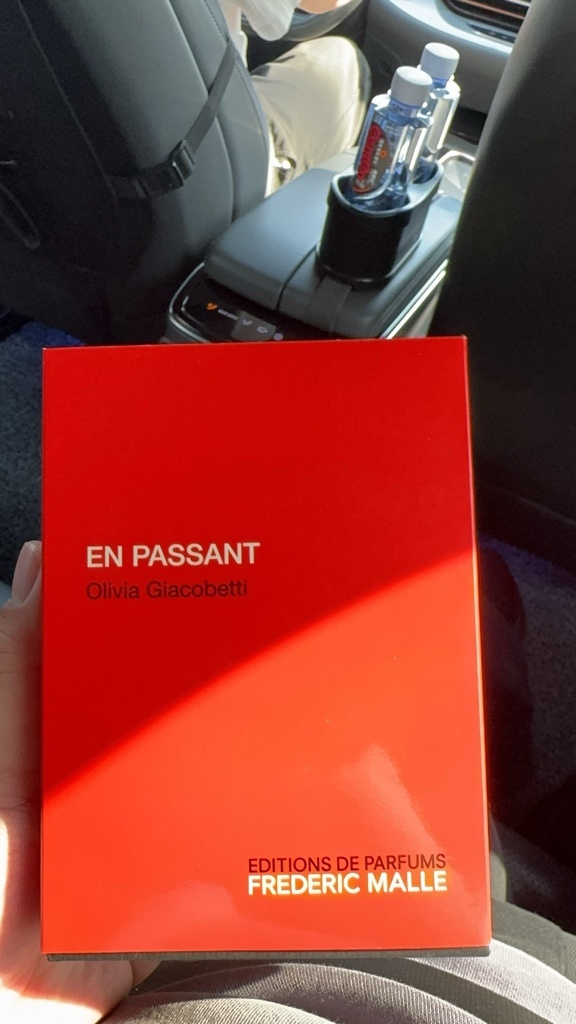 EN PASSANT
Olivia Giacobetti
EDITIONS DE PARFUMS
FREDERIC MALLE